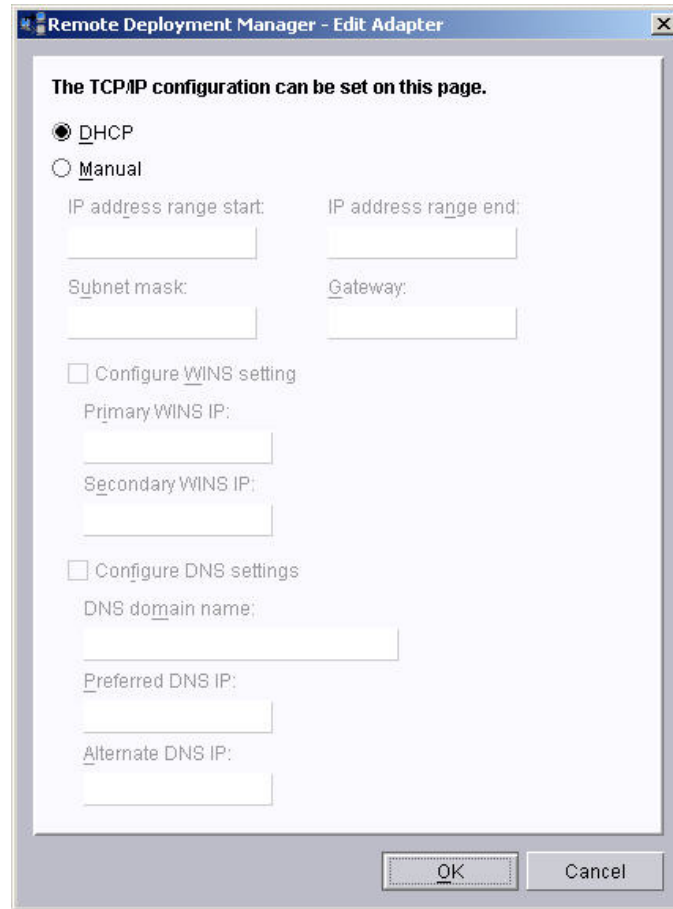 Remote Deployment Manager - Edit Adapter
The TCP/IP configuration can be set on this page.
DHCP
Manual
IP address range start: IP address range end:
Subnet mask: Gateway:
Configure WINS setting
Primary WINS IP:
Secondary WINS IP:
Configure DNS settings
DNS domain name:
Preferred DNS IP:
Alternate DNS IP:
OK Cancel